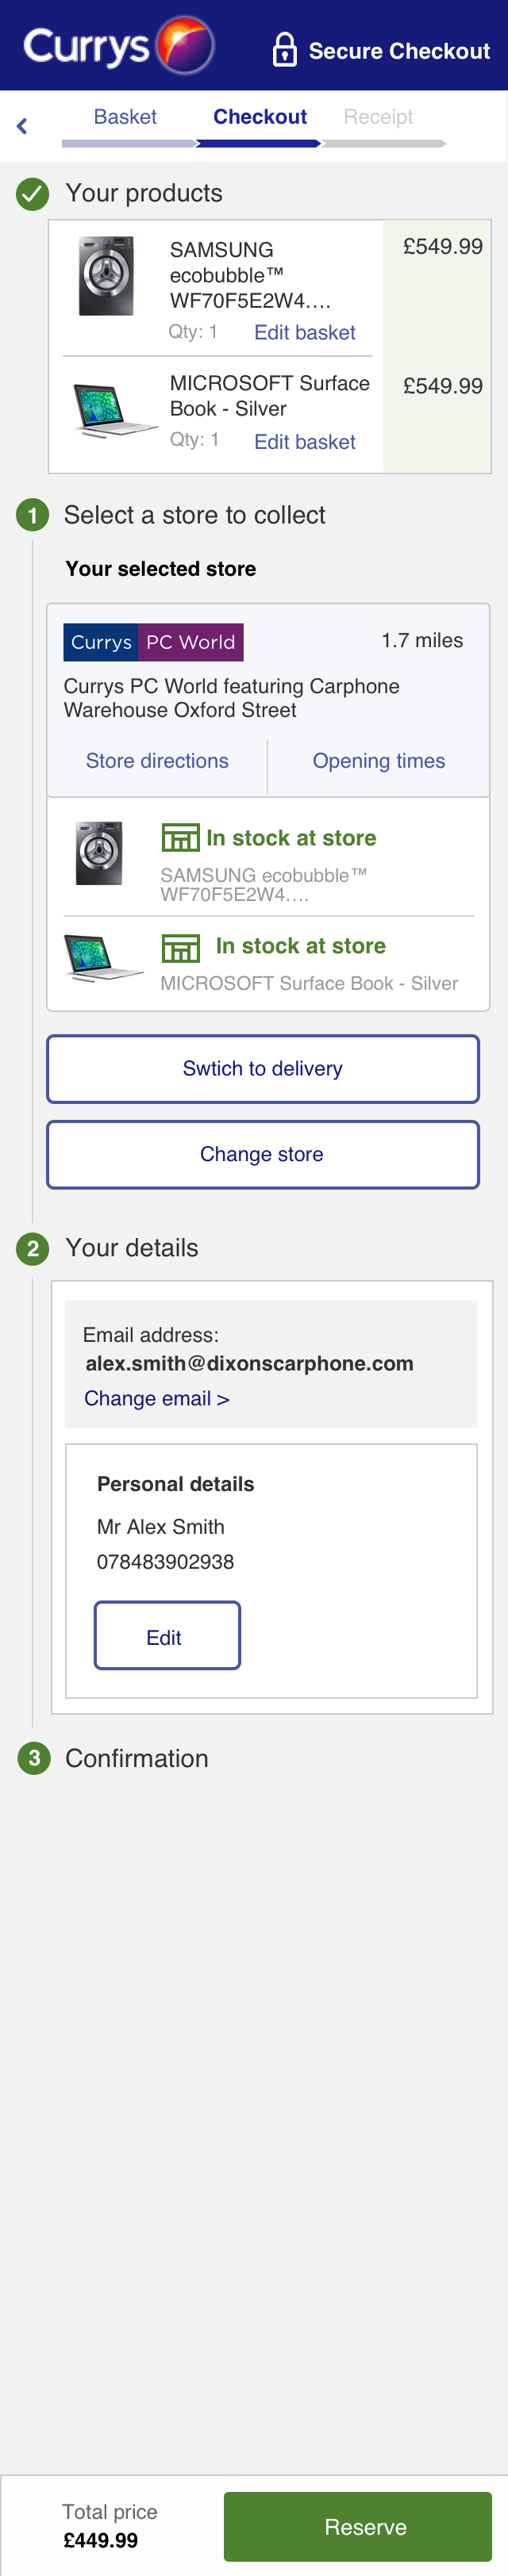 Currys
Secure Checkout
Basket
Checkout
Receipt
Your products
SAMSUNG
ecobubble™
WF70F5E2W4....
£549.99
Qty: 1
Edit basket
MICROSOFT Surface
Book - Silver
£549.99
Qty: 1
Edit basket
1
Select a store to collect
Your selected store
Currys PC World
1.7 miles
Currys PC World featuring Carphone
Warehouse Oxford Street
Store directions
Opening times
In stock at store
SAMSUNG ecobubble™
WF70F5E2W4....
In stock at store
MICROSOFT Surface Book - Silver
Swtich to delivery
Change store
2
Your details
Email address:
alex.smith@dixonscarphone.com
Change email >
Personal details
Mr Alex Smith
078483902938
Edit
3
Confirmation
Total price
£449.99
Reserve